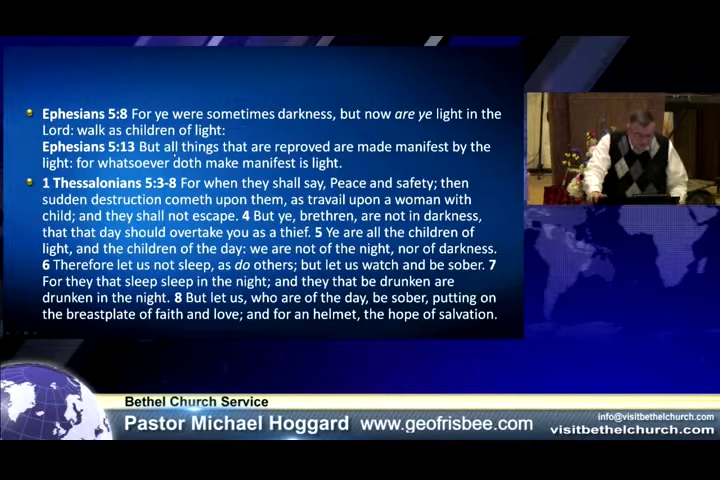 Ephesians 5:8 For ye were sometimes darkness, but now are ye light in the
Lord: walk as children of light:
Ephesians 5:13 But all things that are reproved are made manifest by the
light: for whatsoever doth make manifest is light.
1 Thessalonians 5:3-8 For when they shall say, Peace and safety; then
sudden destruction cometh upon them, as travail upon a woman with
child; and they shall not escape. 4 But ye, brethren, are not in darkness,
that that day should overtake you as a thief. 5 Ye are all the children of
light, and the children of the day: we are not of the night, nor of darkness.
6 Therefore let us not sleep, as do others; but let us watch and be sober. 7
For they that sleep sleep in the night; and they that be drunken are
drunken in the night. 8 But let us, who are of the day, be sober, putting on
the breastplate of faith and love; and for an helmet, the hope of salvation.
Bethel Church Service
Pastor Michael Hoggard www.geofrisbee.com
info@visitbethelchurch.com
visitbethelchurch.com